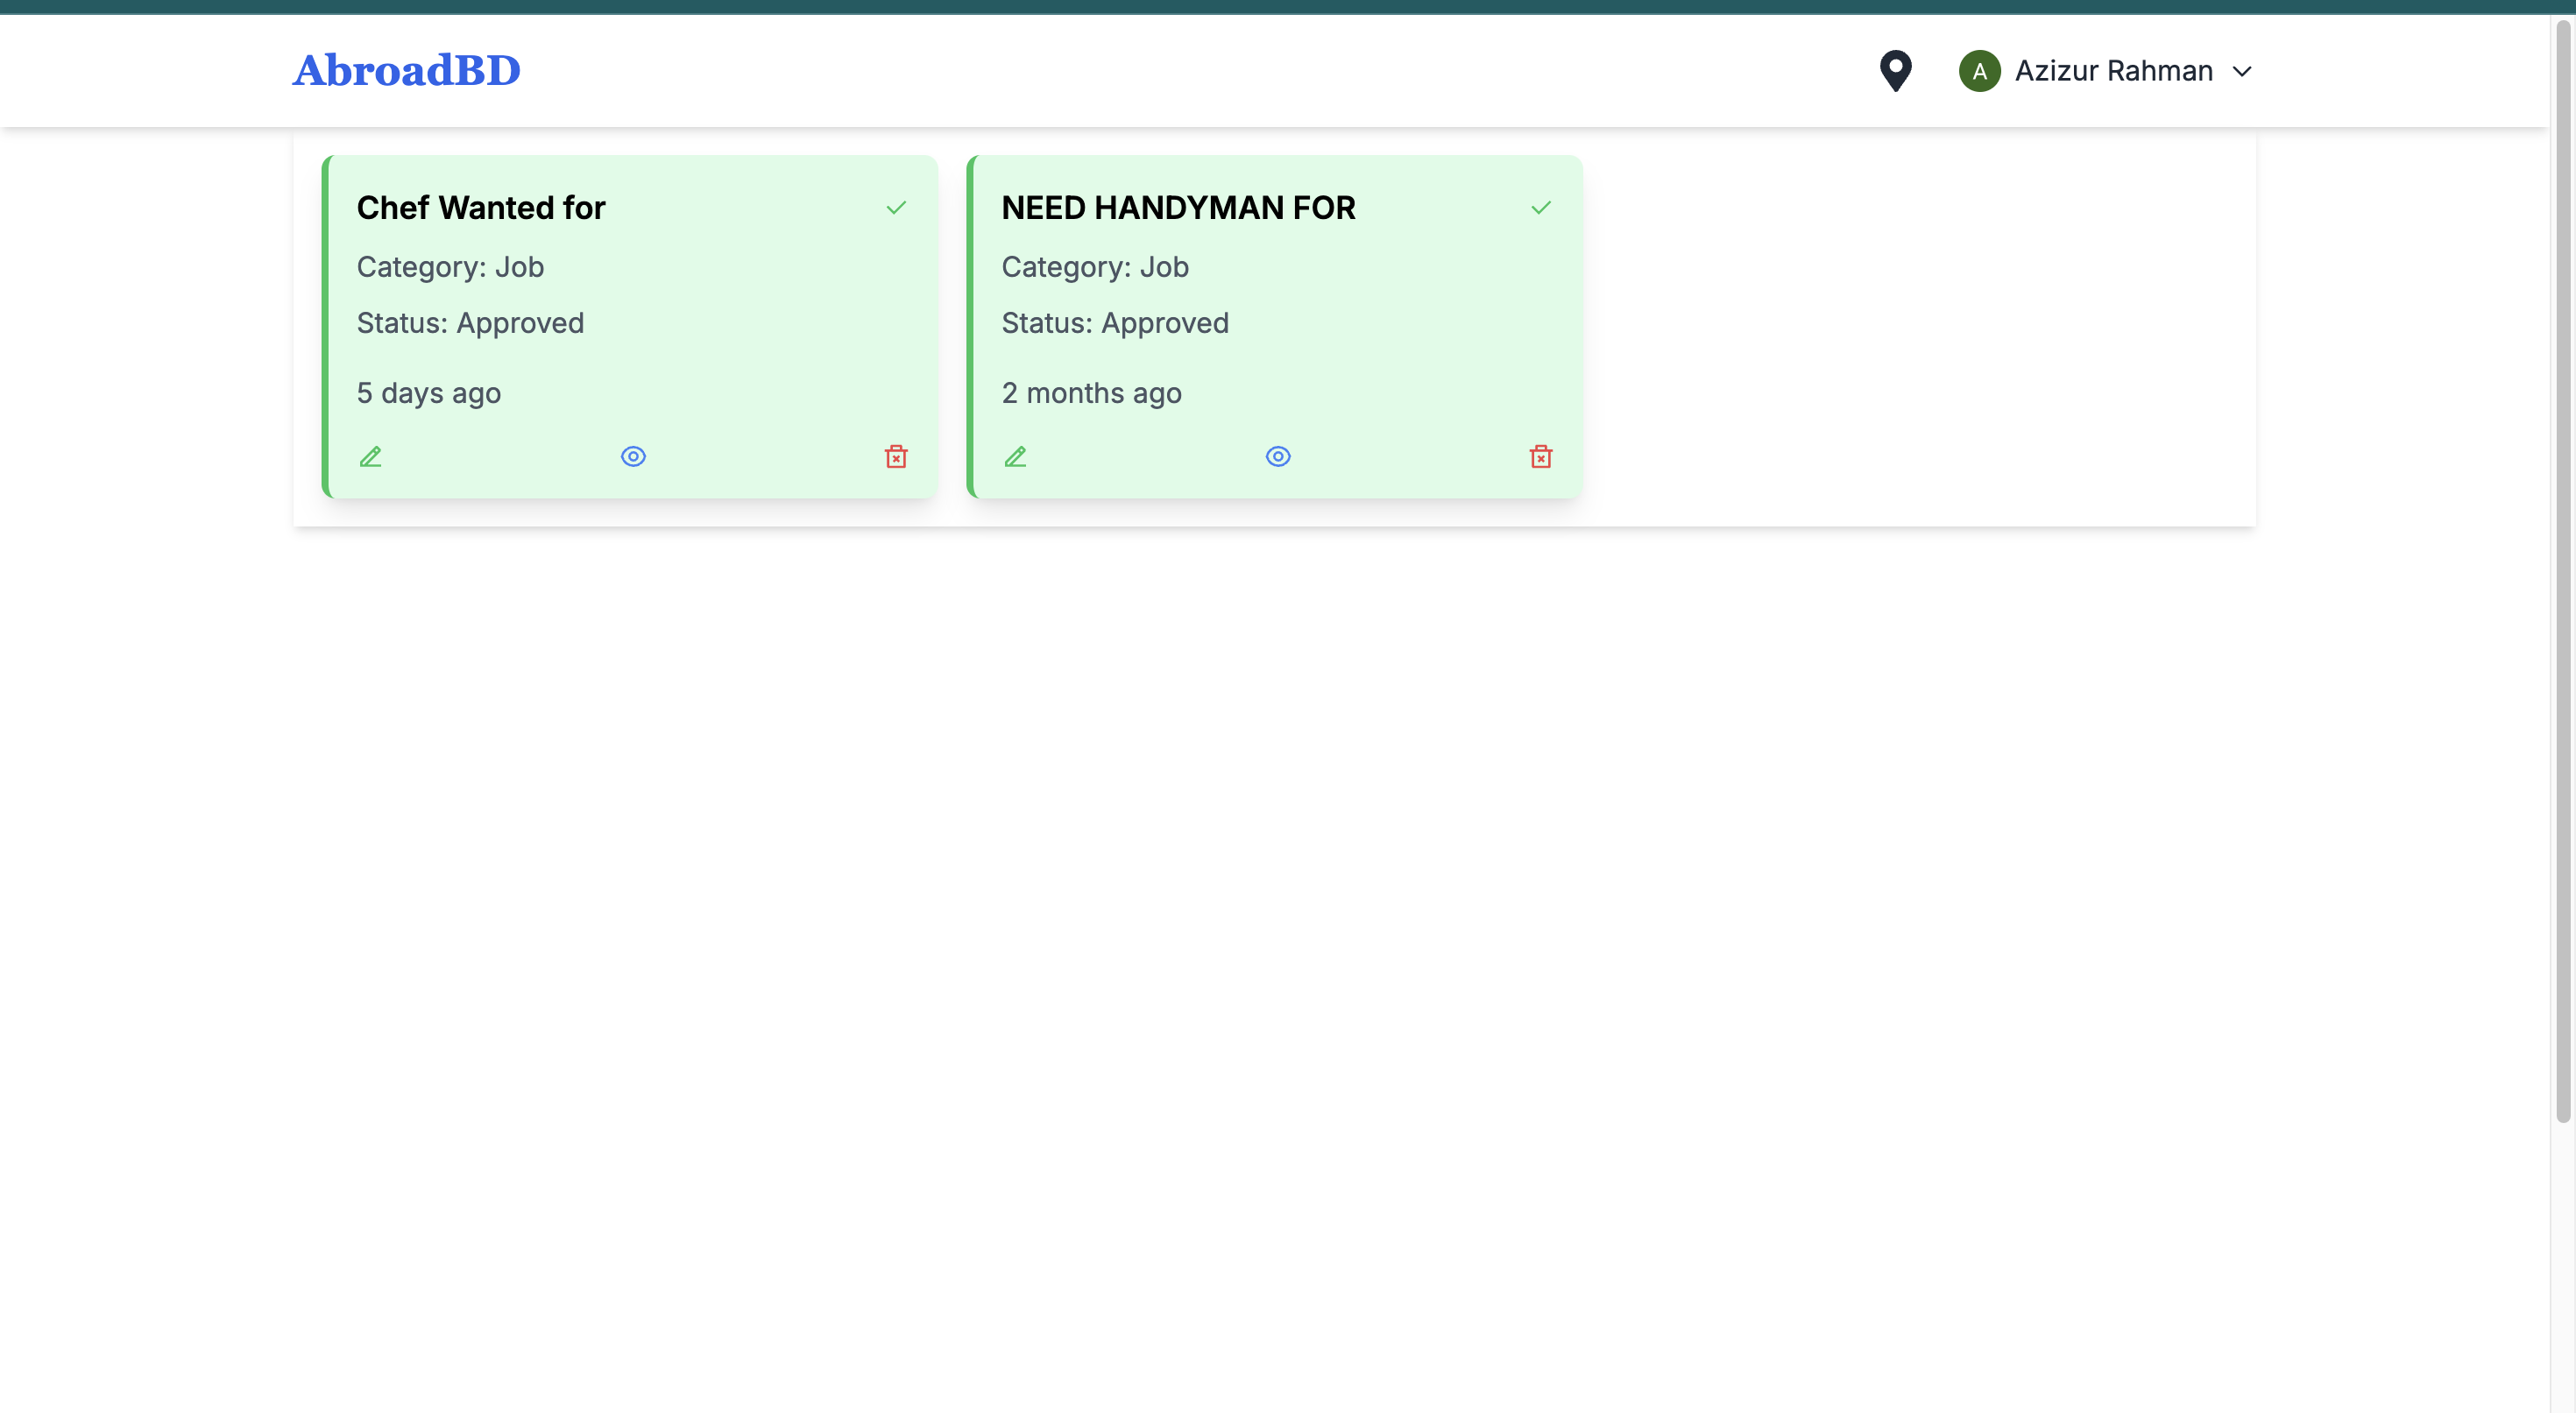 AbroadBD
A Azizur Rahman
Chef Wanted for
Category: Job
Status: Approved
5 days ago
NEED HANDYMAN FOR
Category: Job
Status: Approved
2 months ago